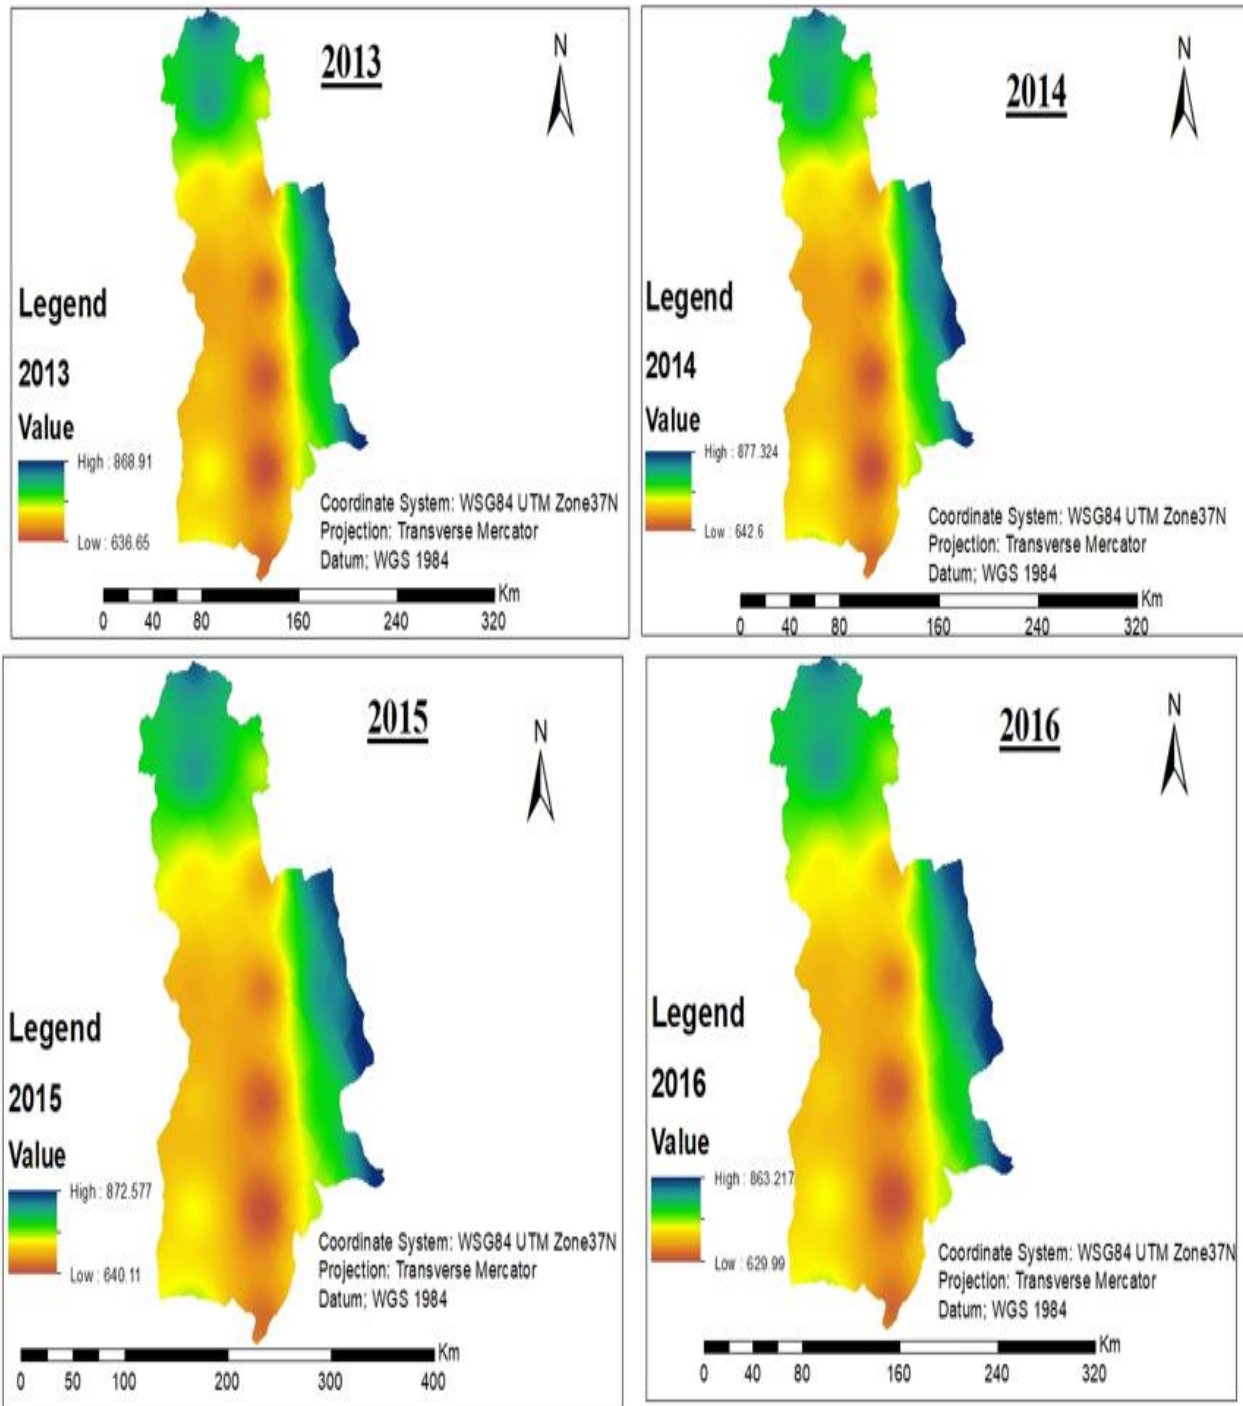 2013
N
Legend
2013
Value
High : 868.91
Low : 636.65
Coordinate System: WSG84 UTM Zone37N
Projection: Transverse Mercator
Datum; WGS 1984
Km
0 40 80 160 240 320
2014
N
Legend
2014
Value
High : 877.324
Low : 642.6
Coordinate System: WSG84 UTM Zone37N
Projection: Transverse Mercator
Datum; WGS 1984
Km
0 40 80 160 240 320
2015
N
Legend
2015
Value
High : 872.577
Low : 640.11
Coordinate System: WSG84 UTM Zone37N
Projection: Transverse Mercator
Datum; WGS 1984
Km
0 50 100 200 300 400
2016
N
Legend
2016
Value
High : 863.217
Low : 629.99
Coordinate System: WSG84 UTM Zone37N
Projection: Transverse Mercator
Datum; WGS 1984
Km
0 40 80 160 240 320